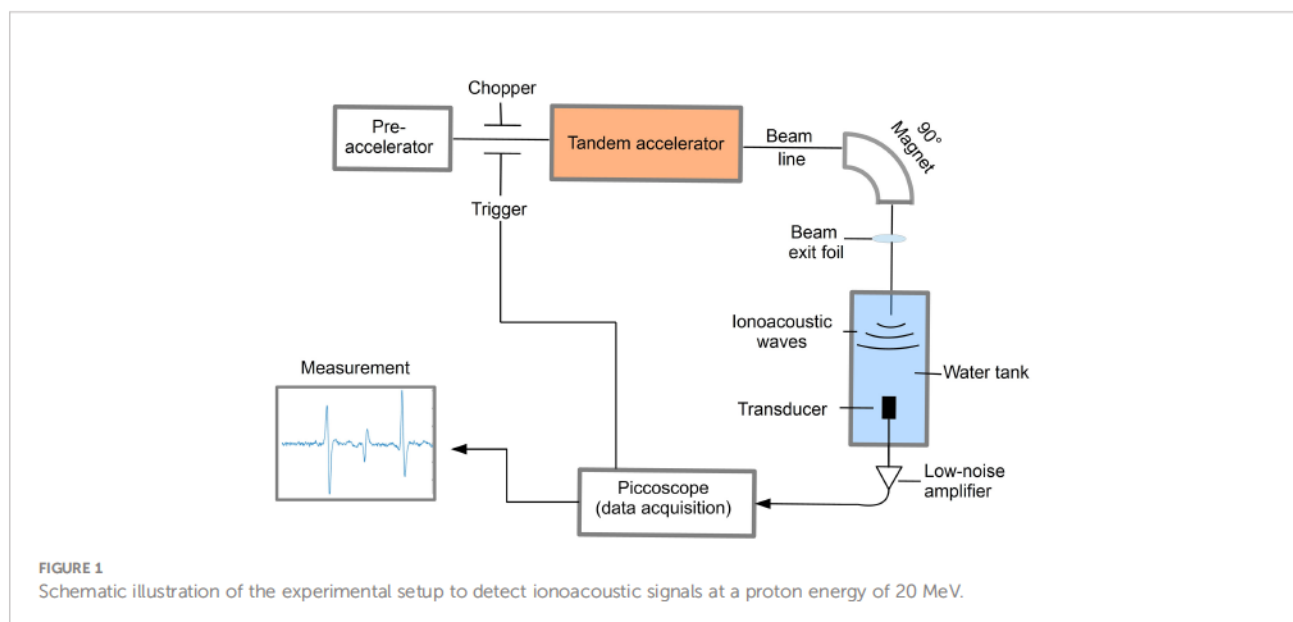 Chopper
Pre-
accelerator
Tandem accelerator
Beam
line
90°
Magnet
Trigger
Beam
exit foil
Ionoacoustic
waves
Water tank
Measurement
Transducer
Low-noise
amplifier
Piccoscope
(data acquisition)
FIGURE 1
Schematic illustration of the experimental setup to detect ionoacoustic signals at a proton energy of 20 MeV.